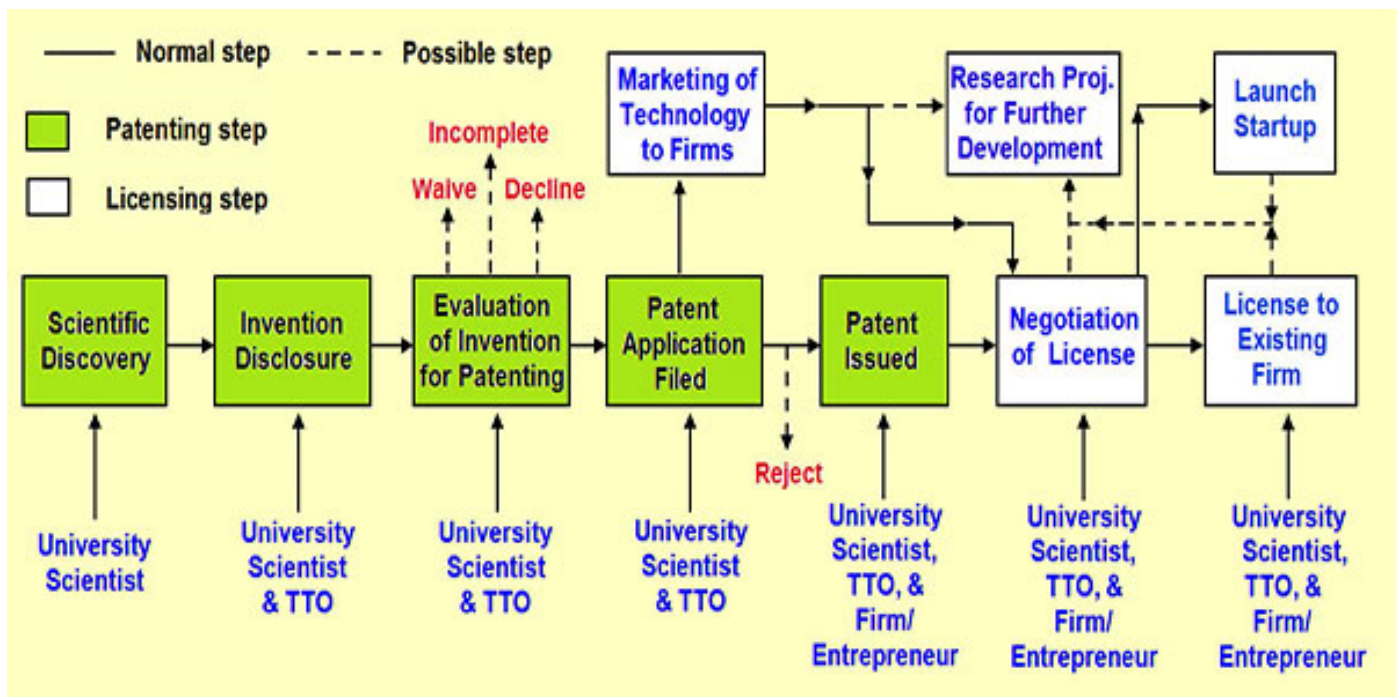 Normal step
Possible step
Patenting step
Licensing step
Incomplete
Waive
Decline
Marketing of
Technology
to Firms
Research Proj.
for Further
Development
Launch
Startup
Scientific
Discovery
Invention
Disclosure
Evaluation
of Invention
for Patenting
Patent
Application
Filed
Patent
Issued
Negotiation
of License
License to
Existing
Firm
Reject
University
Scientist
University
Scientist
& TTO
University
Scientist
& TTO
University
Scientist
& TTO
University
Scientist,
TTO, &
Firm/
Entrepreneur
University
Scientist,
TTO, &
Firm/
Entrepreneur
University
Scientist,
TTO, &
Firm/
Entrepreneur